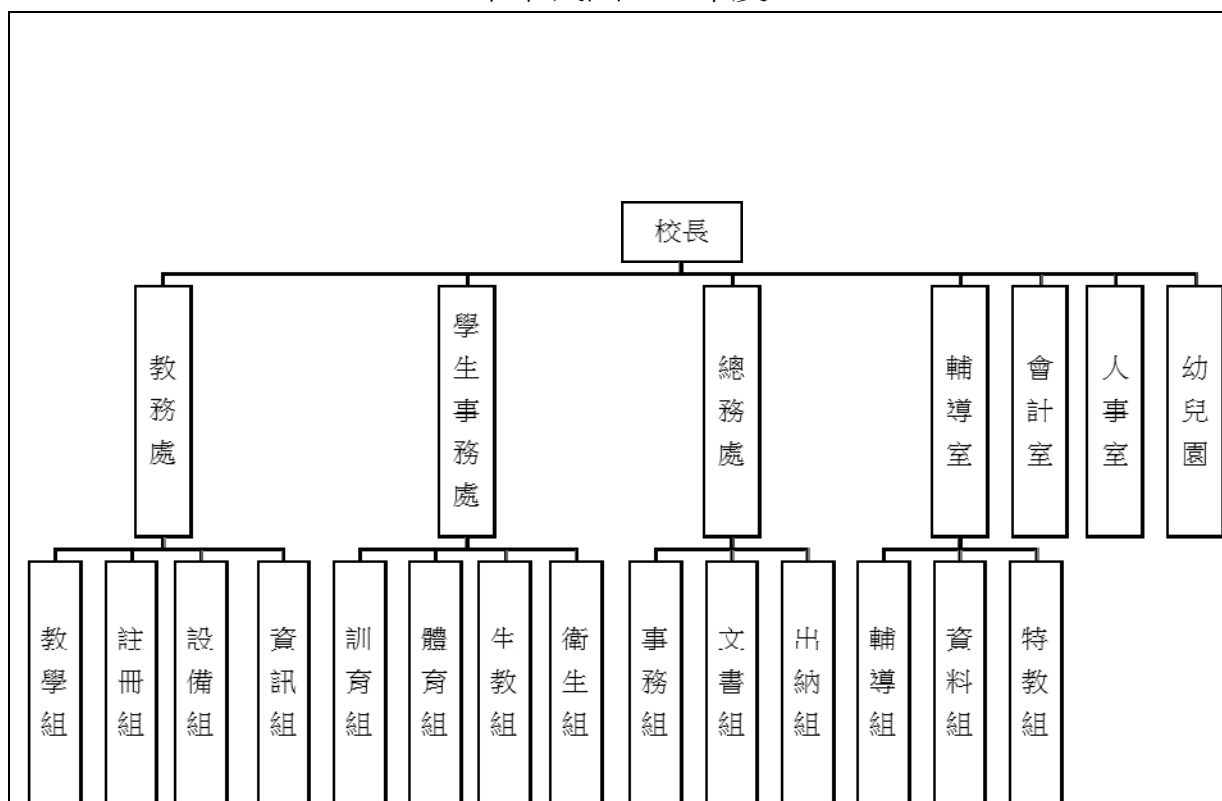 校長
教務處
學生事務處
總務處
輔導室
會計室
人事室
幼兒園
教學組
註冊組
設備組
資訊組
訓育組
體育組
生教組
衛生組
事務組
文書組
出納組
輔導組
資料組
特教組